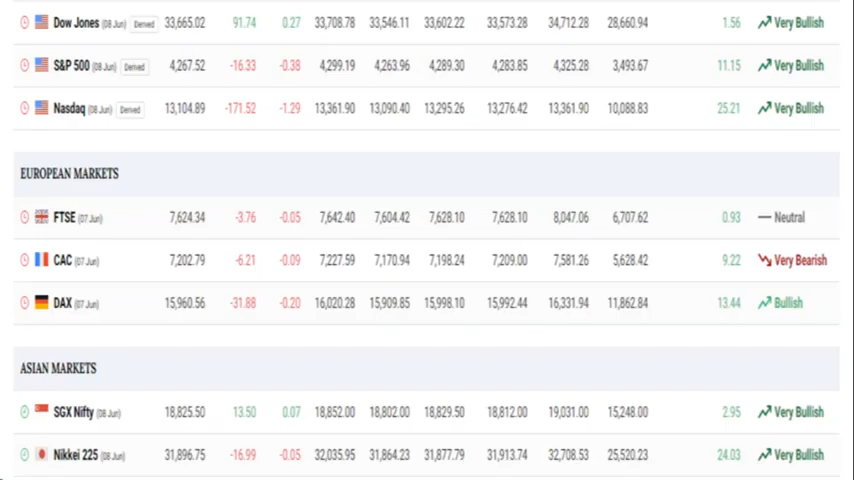 Dow Jones (08 Jun) Derived 33,665.02 91.74 0.27 33,708.78 33,546.11 33,602.22 33,573.28 34,712.28 28,660.94 1.56 Very Bullish
S&P 500 (08 Jun) Derived 4,267.52 -16.33 -0.38 4,299.19 4,263.96 4,289.30 4,283.85 4,325.28 3,493.67 11.15 Very Bullish
Nasdaq (08 Jun) Derived 13,104.89 -171.52 -1.29 13,361.90 13,090.40 13,295.26 13,276.42 13,361.90 10,088.83 25.21 Very Bullish
EUROPEAN MARKETS
FTSE (07 Jun) 7,624.34 -3.76 -0.05 7,642.40 7,604.42 7,628.10 7,628.10 8,047.06 6,707.62 0.93 Neutral
CAC (07 Jun) 7,202.79 -6.21 -0.09 7,227.59 7,170.94 7,198.24 7,209.00 7,581.26 5,628.42 9.22 Very Bearish
DAX (07 Jun) 15,960.56 -31.88 -0.20 16,020.28 15,909.85 15,998.10 15,992.44 16,331.94 11,862.84 13.44 Bullish
ASIAN MARKETS
SGX Nifty (08 Jun) 18,825.50 13.50 0.07 18,852.00 18,802.00 18,829.50 18,812.00 19,031.00 15,248.00 2.95 Very Bullish
Nikkei 225 (08 Jun) 31,896.75 -16.99 -0.05 32,035.95 31,864.23 31,877.79 31,913.74 32,708.53 25,520.23 24.03 Very Bullish